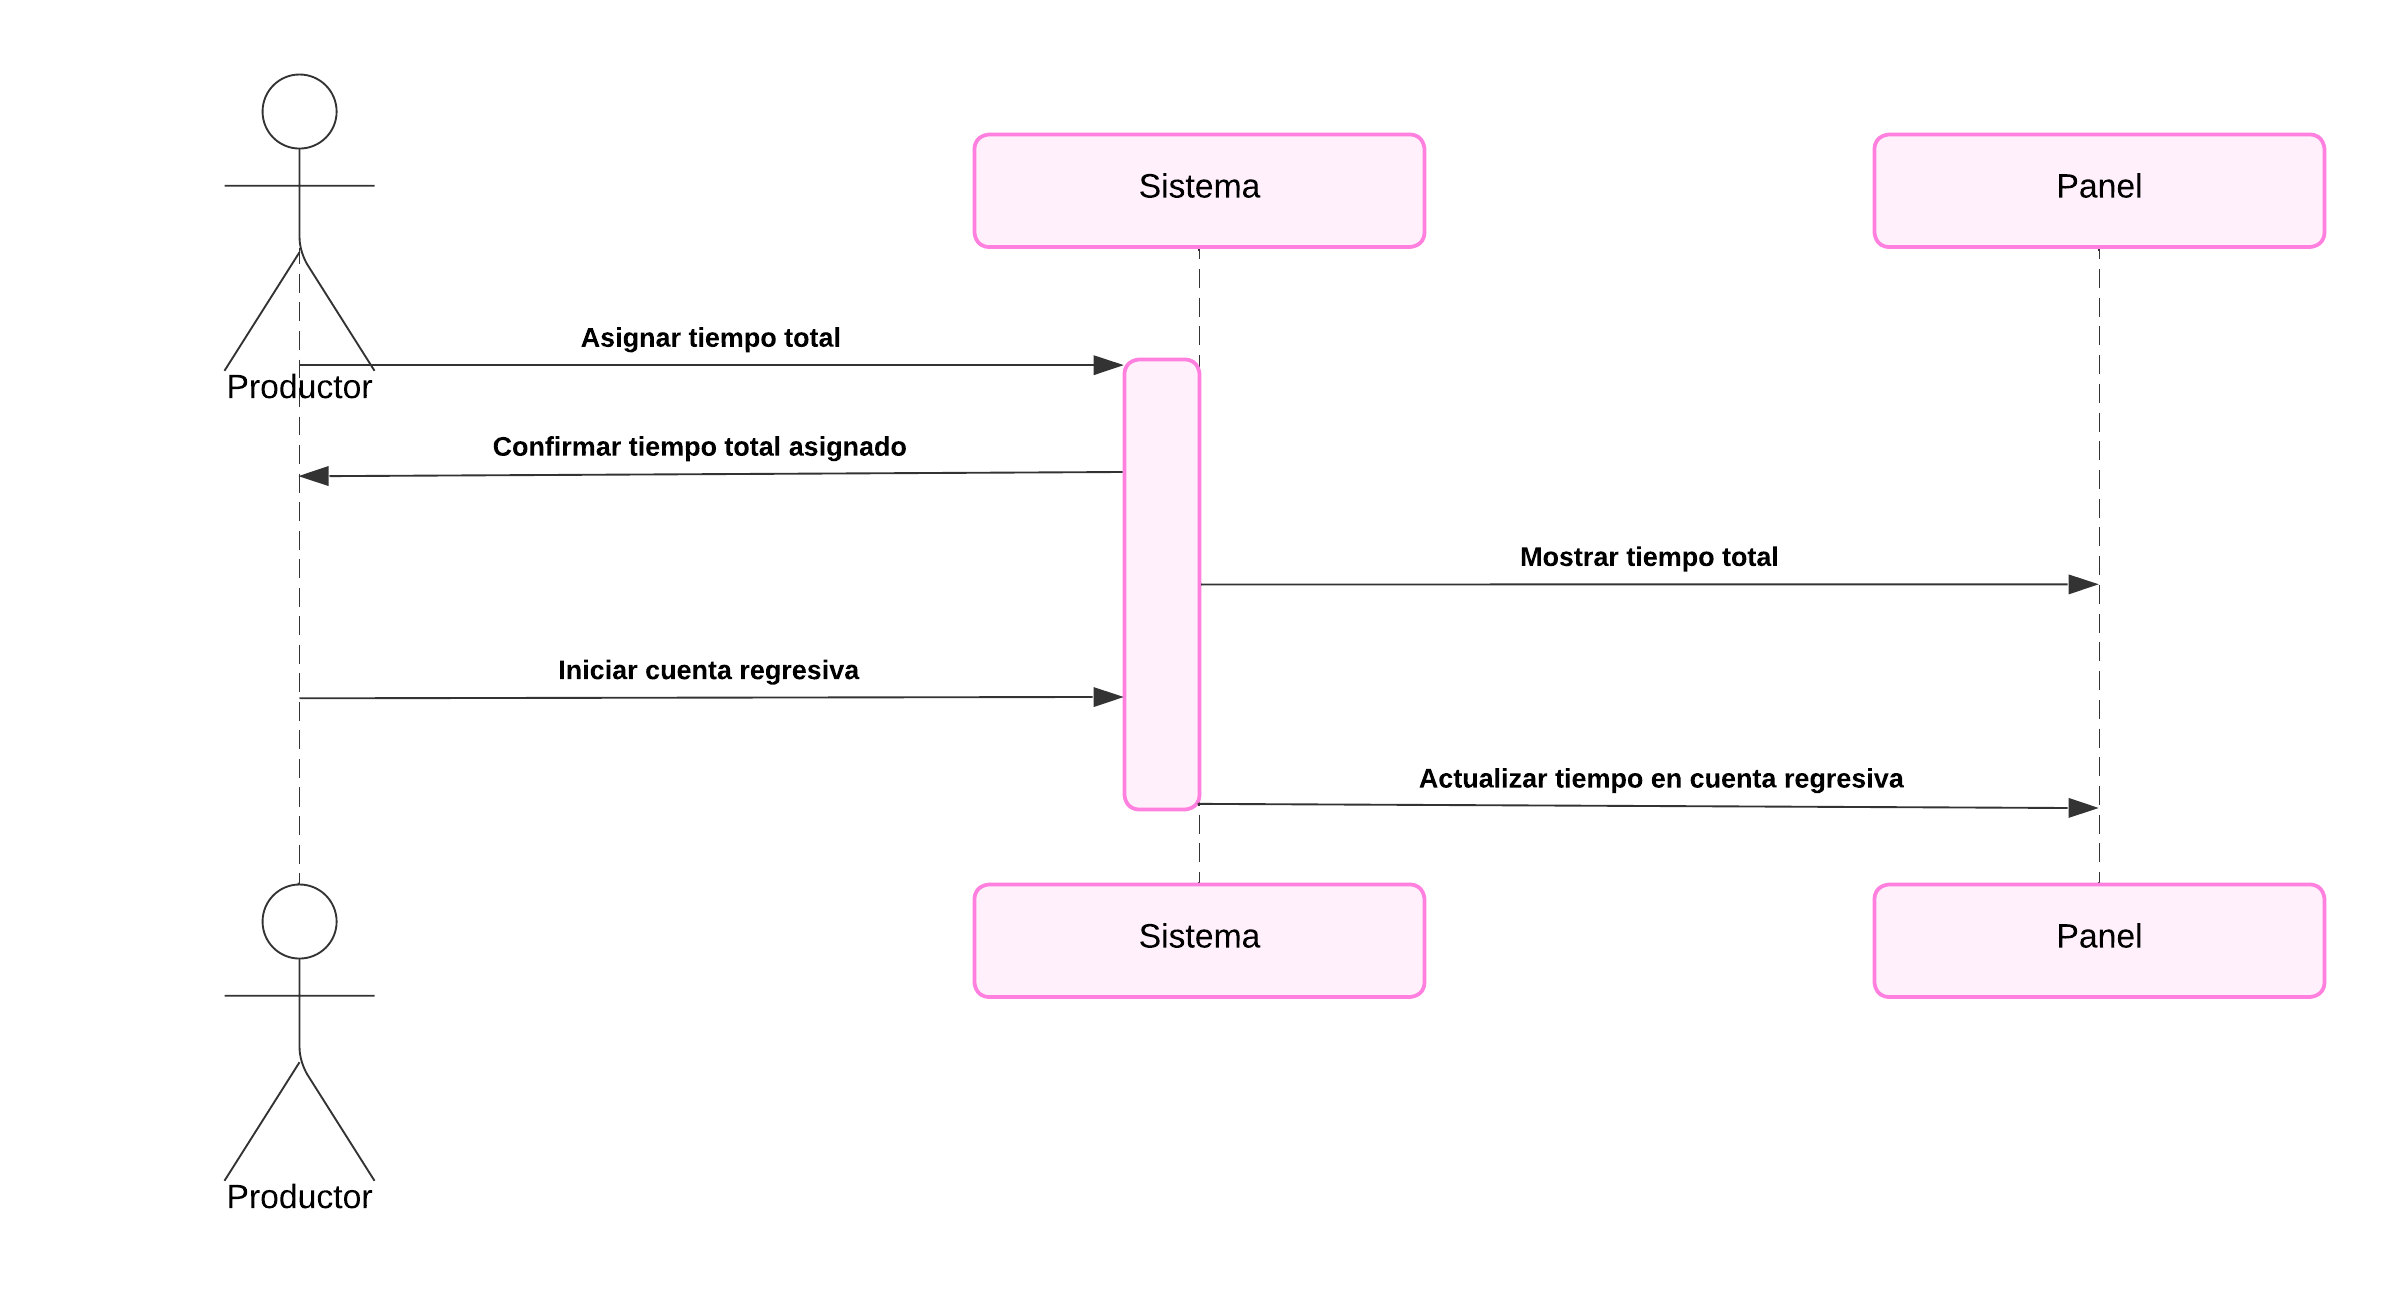 Sistema
Panel
Asignar tiempo total
Productor
Confirmar tiempo total asignado
Mostrar tiempo total
Iniciar cuenta regresiva
Actualizar tiempo en cuenta regresiva
Sistema
Panel
Productor